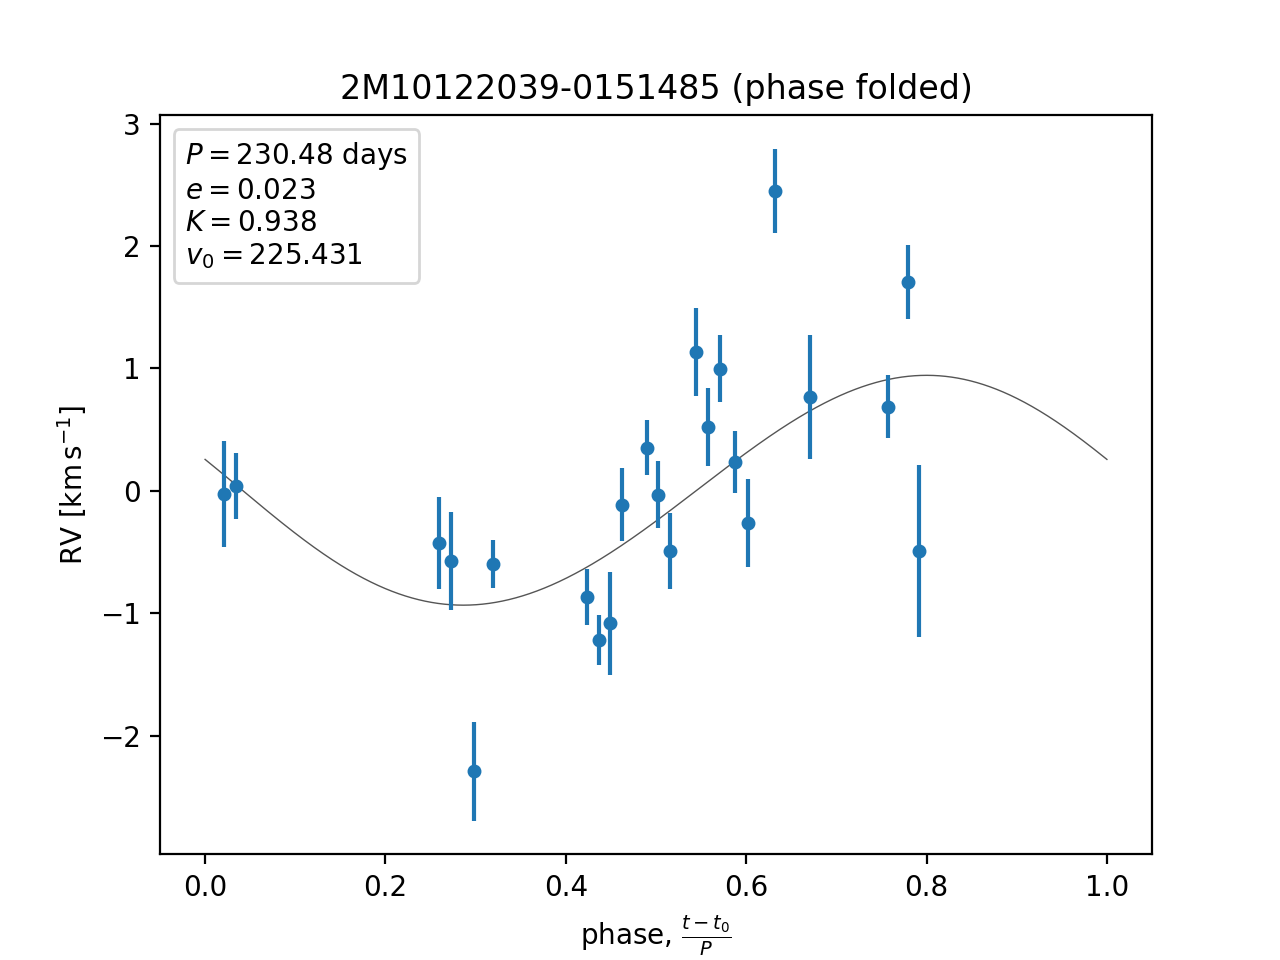 2M10122039-0151485 (phase folded)
P = 230.48 days
e = 0.023
K = 0.938
v₀ = 225.431
RV [km s⁻¹]
3
2
1
0
−1
−2
0.0 0.2 0.4 0.6 0.8 1.0
phase, (t − t₀)/P